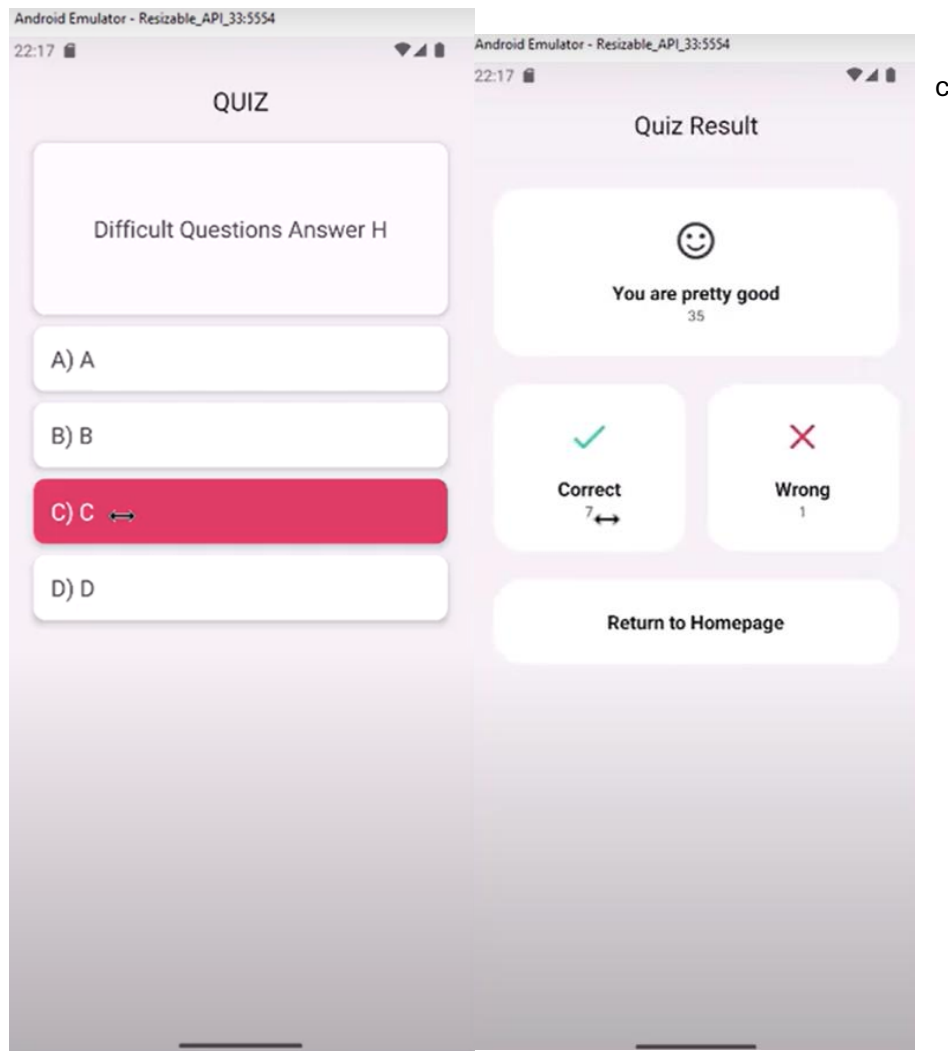 Android Emulator - Resizable_API_33:5554
22:17
QUIZ
Difficult Questions Answer H
A) A
B) B
C) C
D) D
Android Emulator - Resizable_API_33:5554
22:17
Quiz Result
You are pretty good
35
Correct
7
Wrong
1
Return to Homepage
c